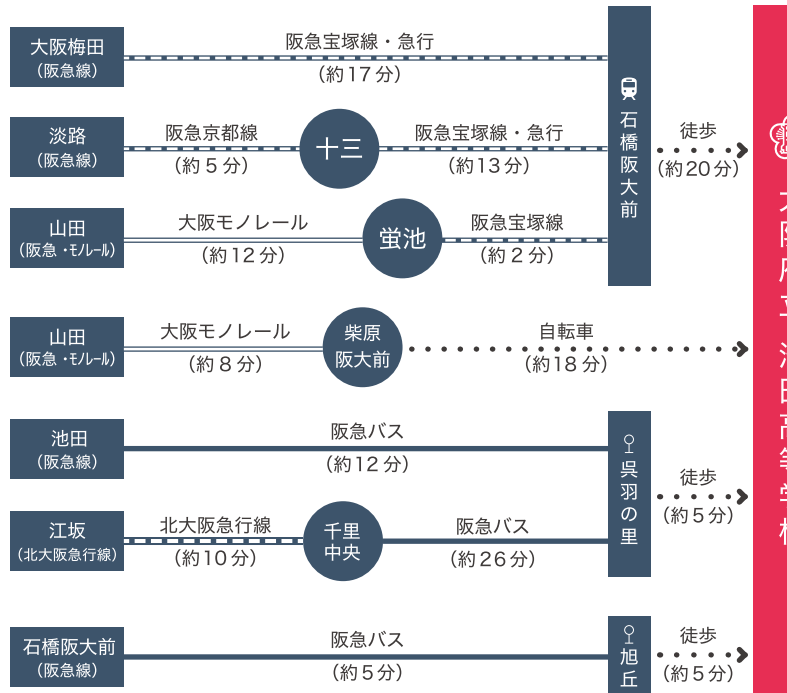 大阪梅田
(阪急線)
阪急宝塚線・急行
(約17分)
淡路
(阪急線)
阪急京都線
(約5分)
十三
阪急宝塚線・急行
(約13分)
山田
(阪急・ﾓﾉﾚｰﾙ)
大阪モノレール
(約12分)
蛍池
阪急宝塚線
(約2分)
石橋阪大前
徒歩
(約20分)
山田
(阪急・ﾓﾉﾚｰﾙ)
大阪モノレール
(約8分)
柴原
阪大前
自転車
(約18分)
池田
(阪急線)
阪急バス
(約12分)
江坂
(北大阪急行線)
北大阪急行線
(約10分)
千里
中央
阪急バス
(約26分)
呉羽の里
徒歩
(約5分)
石橋阪大前
(阪急線)
阪急バス
(約5分)
旭丘
徒歩
(約5分)
大阪府立 池田高等学校